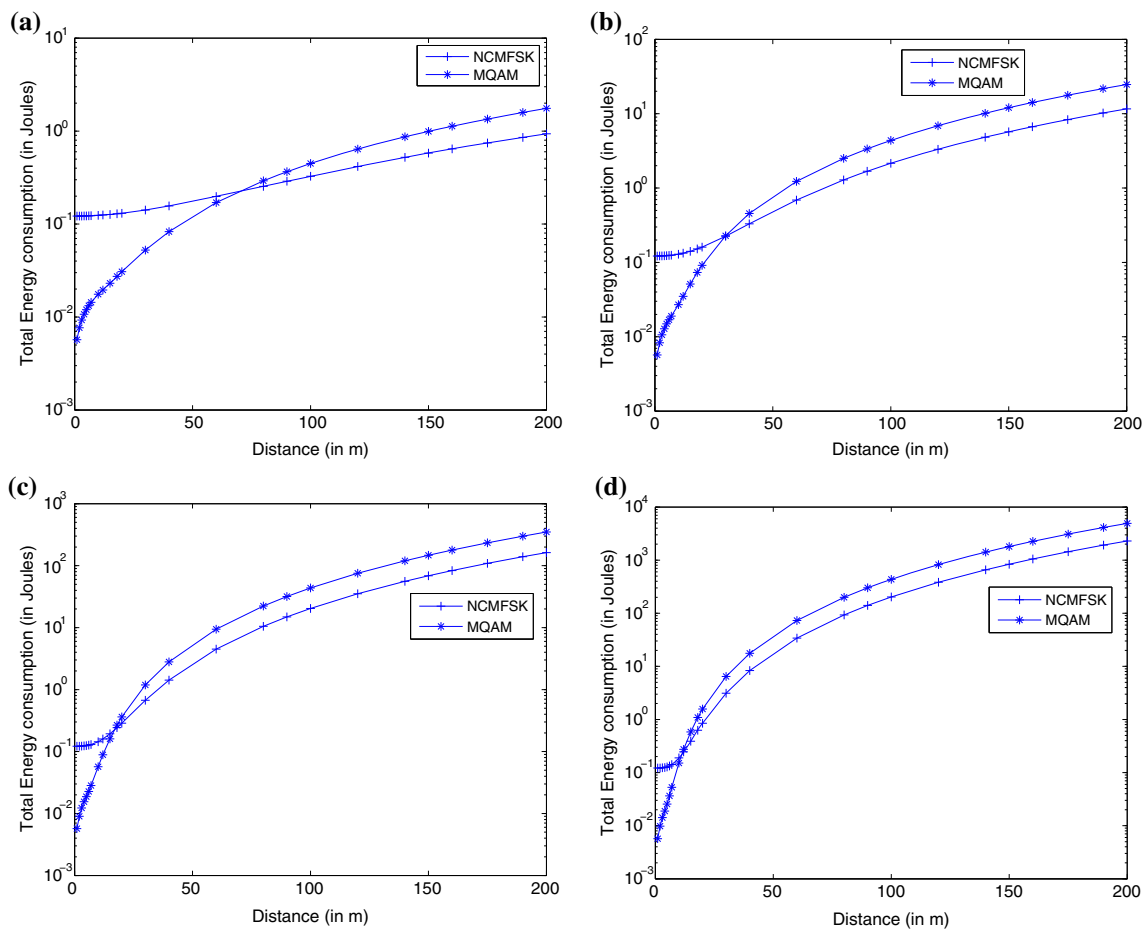 (a)
10^1
10^0
10^−1
10^−2
10^−3
Total Energy consumption (in Joules)
NCMFSK
MQAM
0 50 100 150 200
Distance (in m)
(b)
10^2
10^1
10^0
10^−1
10^−2
10^−3
Total Energy consumption (in Joules)
NCMFSK
MQAM
0 50 100 150 200
Distance (in m)
(c)
10^3
10^2
10^1
10^0
10^−1
10^−2
10^−3
Total Energy consumption (in Joules)
NCMFSK
MQAM
0 50 100 150 200
Distance (in m)
(d)
10^4
10^3
10^2
10^1
10^0
10^−1
10^−2
10^−3
Total Energy consumption (in Joules)
NCMFSK
MQAM
0 50 100 150 200
Distance (in m)